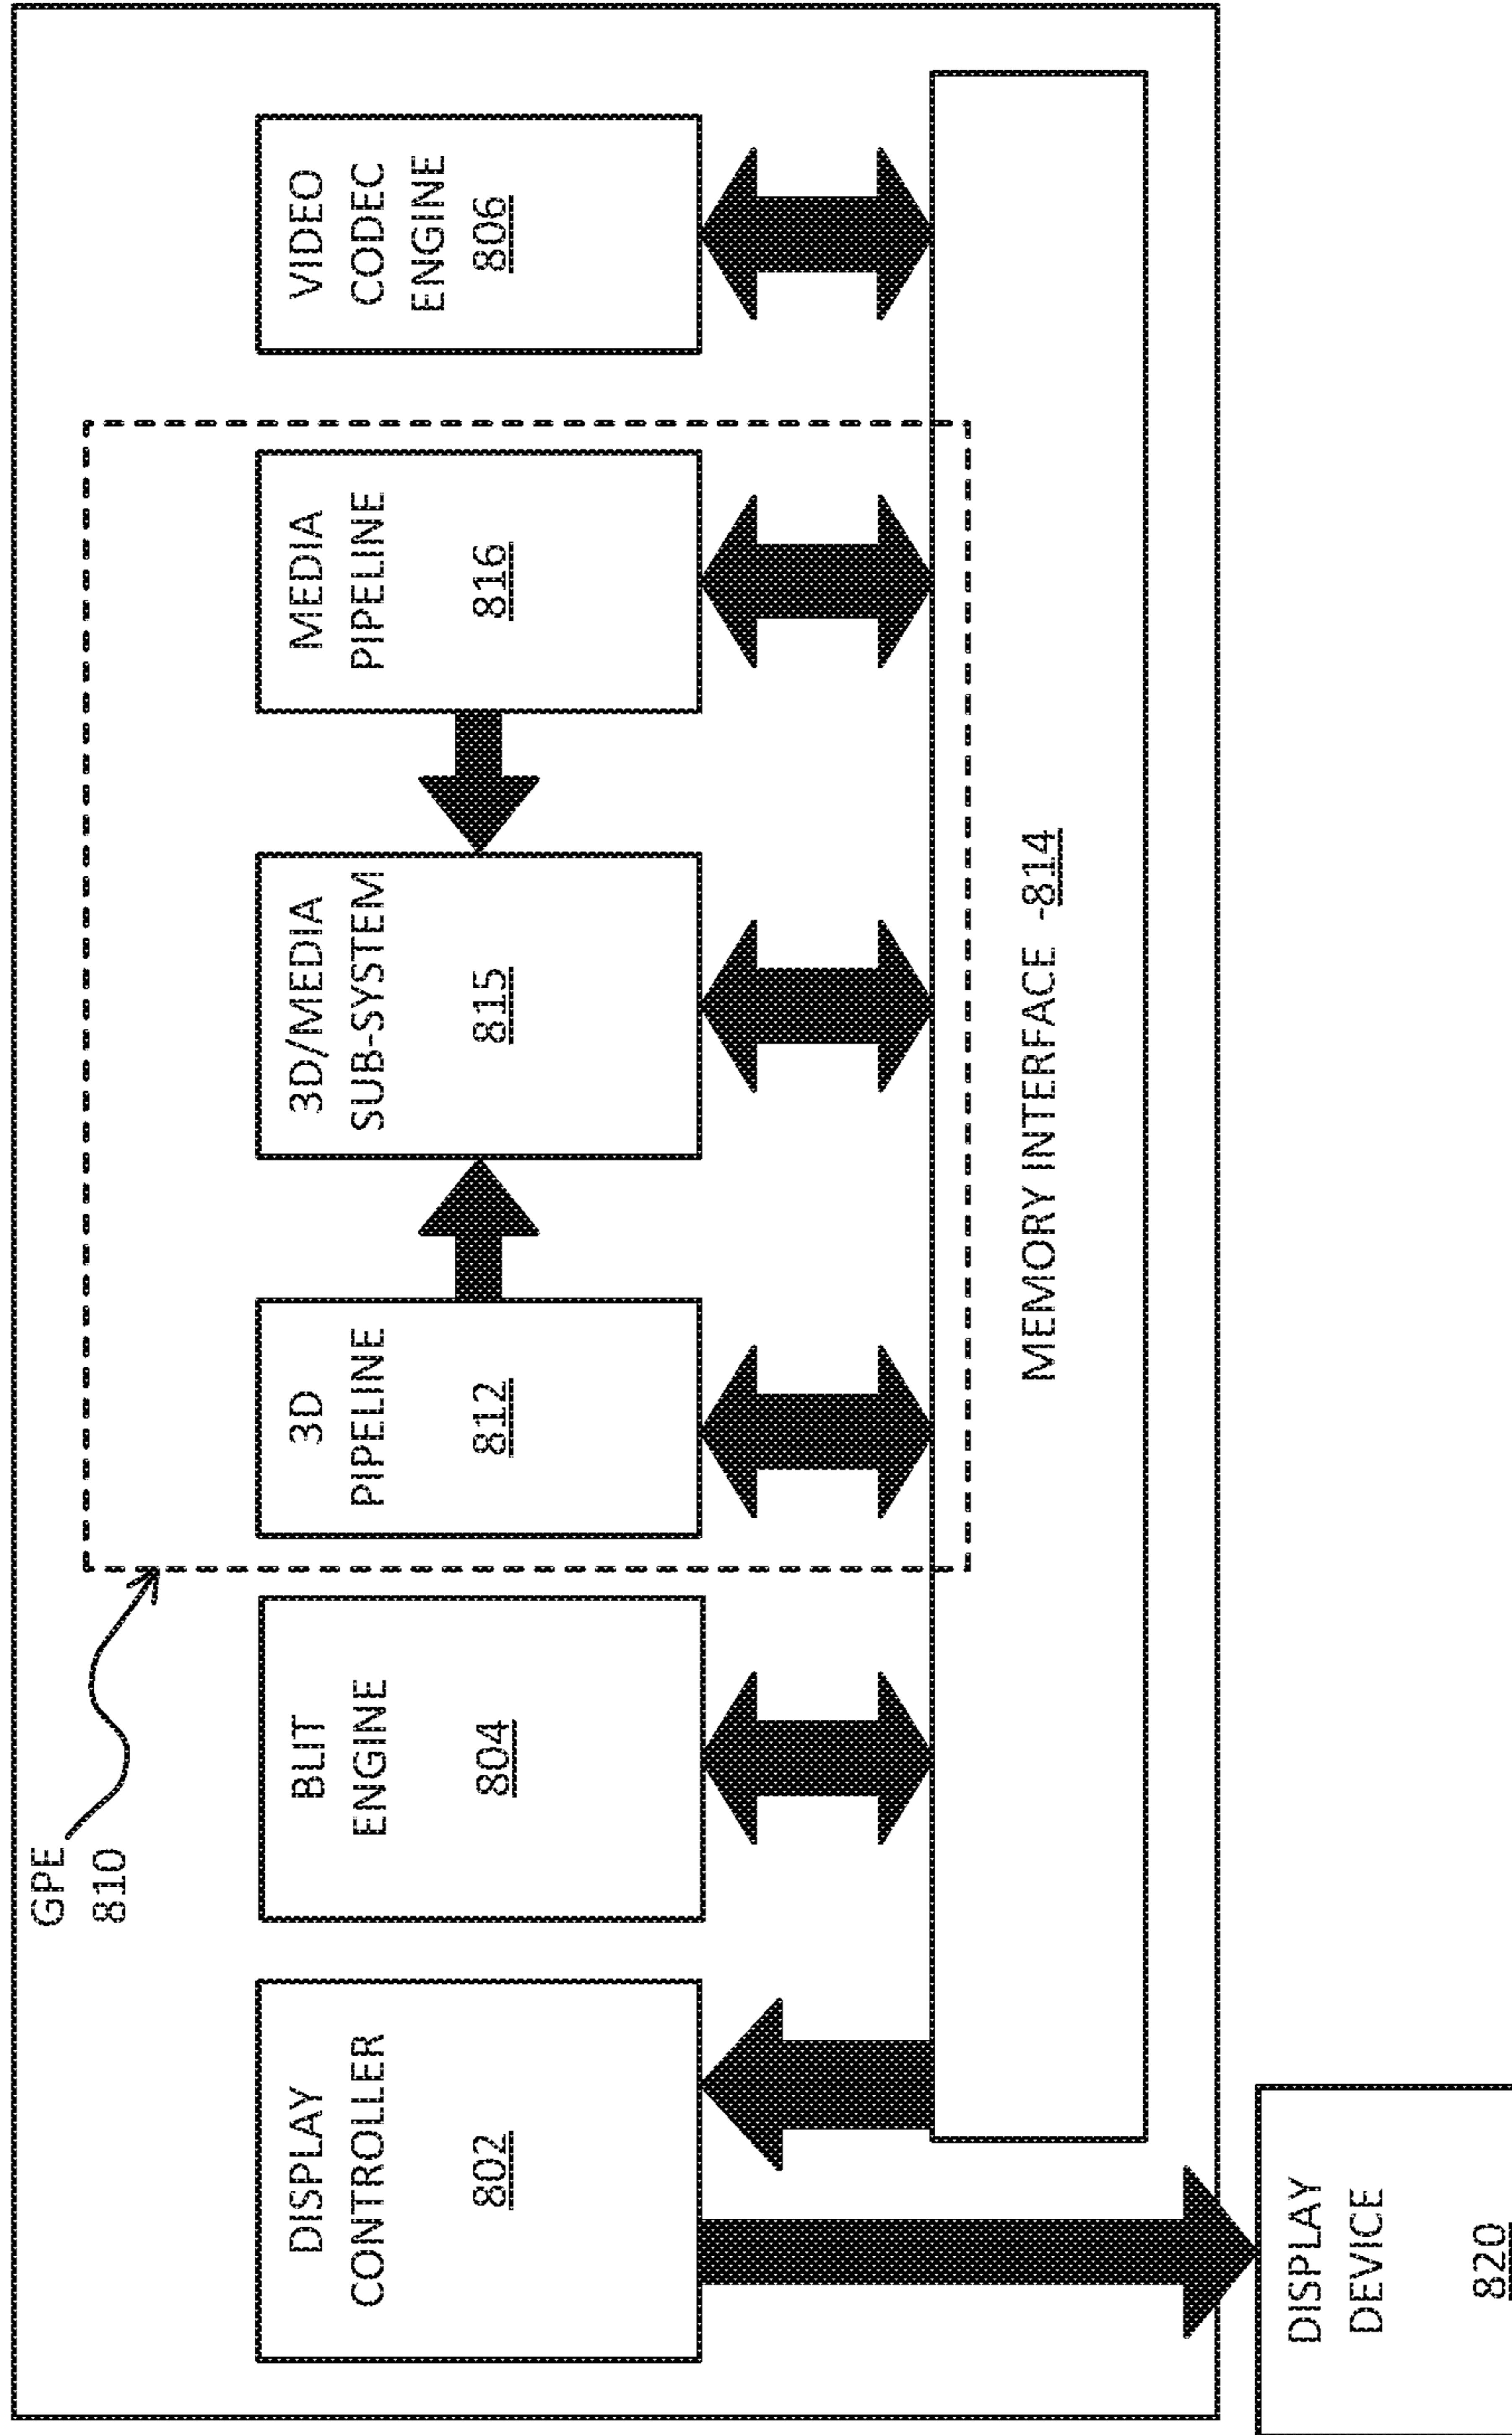 GPE
810
DISPLAY
CONTROLLER
802
BLIT
ENGINE
804
3D
PIPELINE
812
3D/MEDIA
SUB-SYSTEM
815
MEDIA
PIPELINE
816
VIDEO
CODEC
ENGINE
806
MEMORY INTERFACE -814
DISPLAY
DEVICE
820